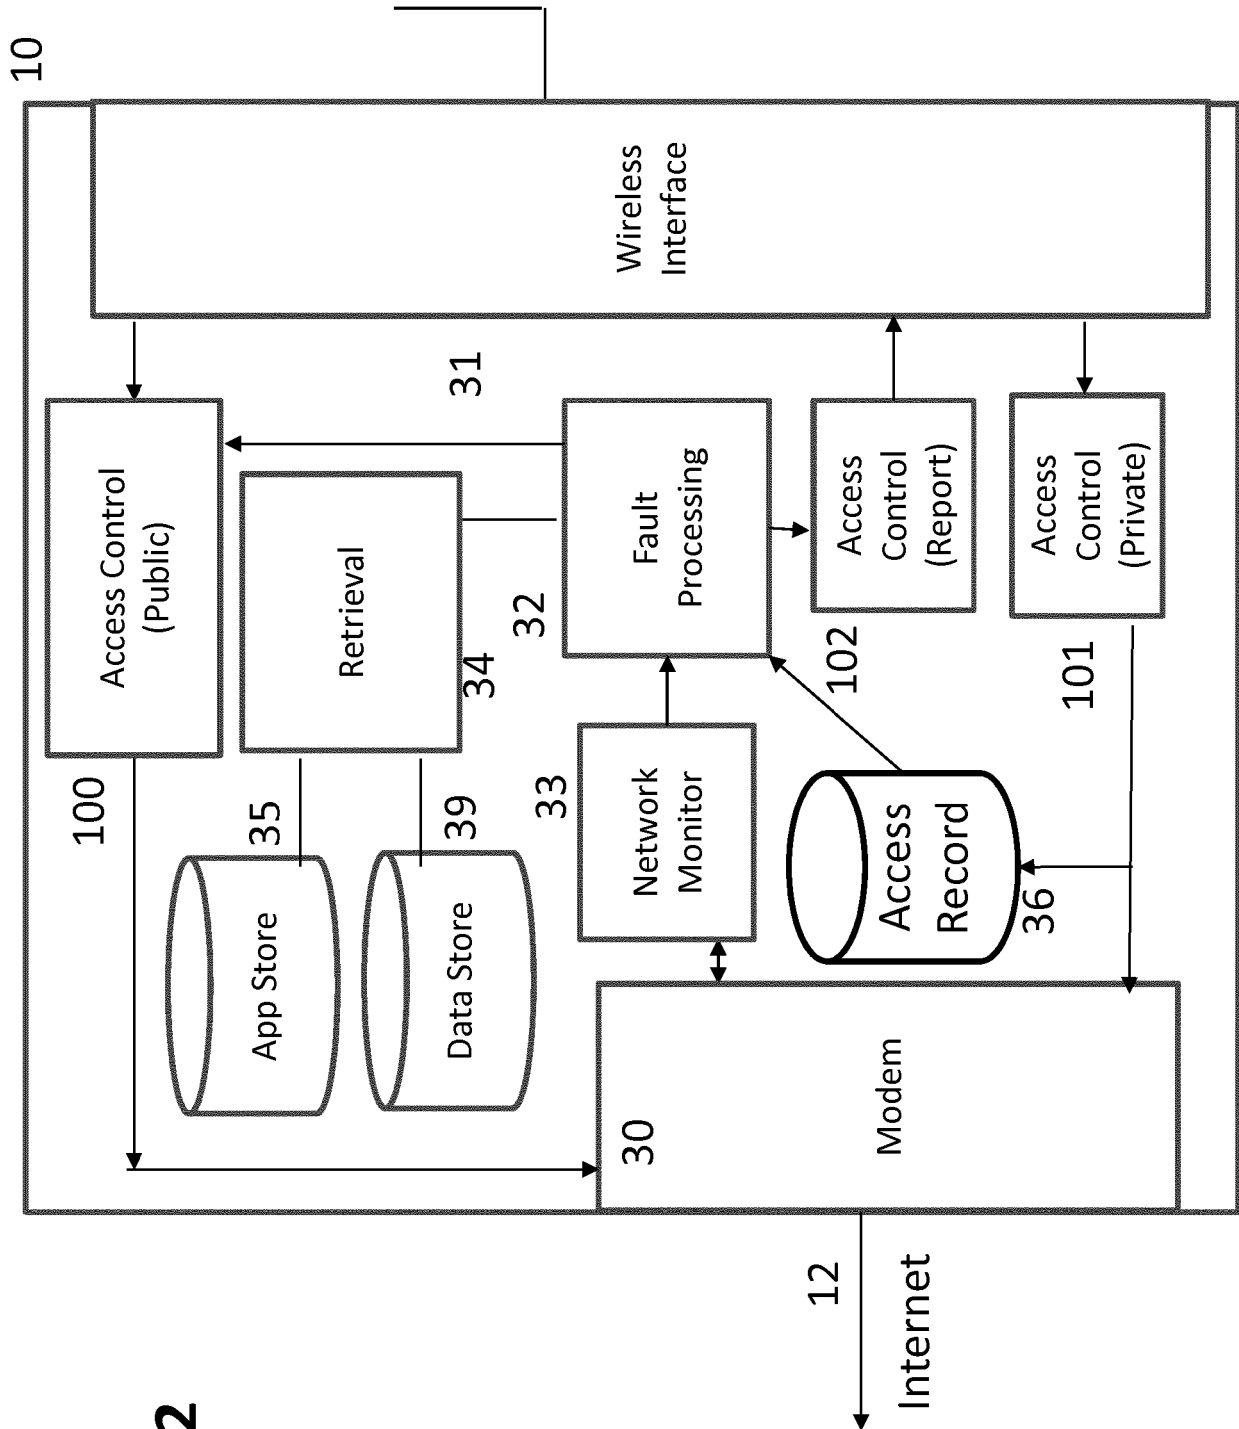 10
100
Access Control
(Public)
2
App Store
35
Retrieval
Data Store
39
34
31
33
32
30
Network
Monitor
Fault
Processing
Wireless
Interface
12
Internet
Modem
Access
Record
102
Access
Control
(Report)
36
101
Access
Control
(Private)